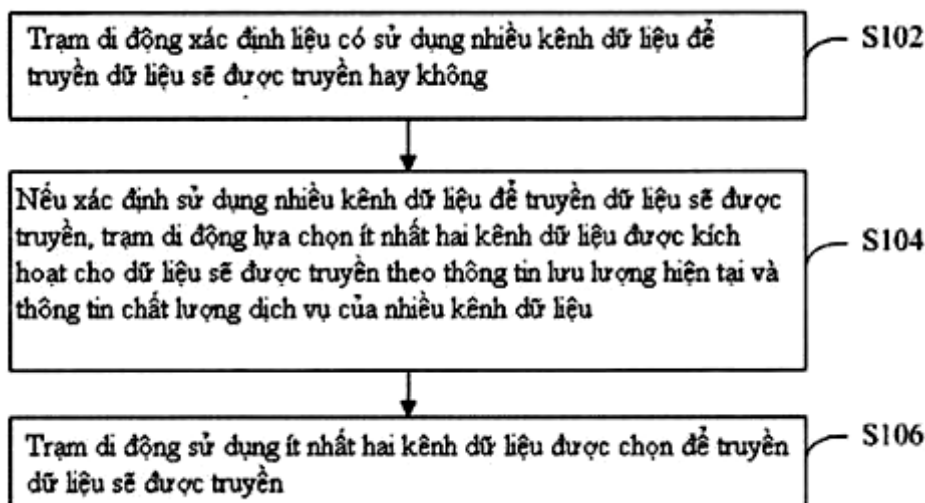 Trạm di động xác định liệu có sử dụng nhiều kênh dữ liệu để
truyền dữ liệu sẽ được truyền hay không
S102
Nếu xác định sử dụng nhiều kênh dữ liệu để truyền dữ liệu sẽ được
truyền, trạm di động lựa chọn ít nhất hai kênh dữ liệu được kích
hoạt cho dữ liệu sẽ được truyền theo thông tin lưu lượng hiện tại và
thông tin chất lượng dịch vụ của nhiều kênh dữ liệu
S104
Trạm di động sử dụng ít nhất hai kênh dữ liệu được chọn để truyền
dữ liệu sẽ được truyền
S106